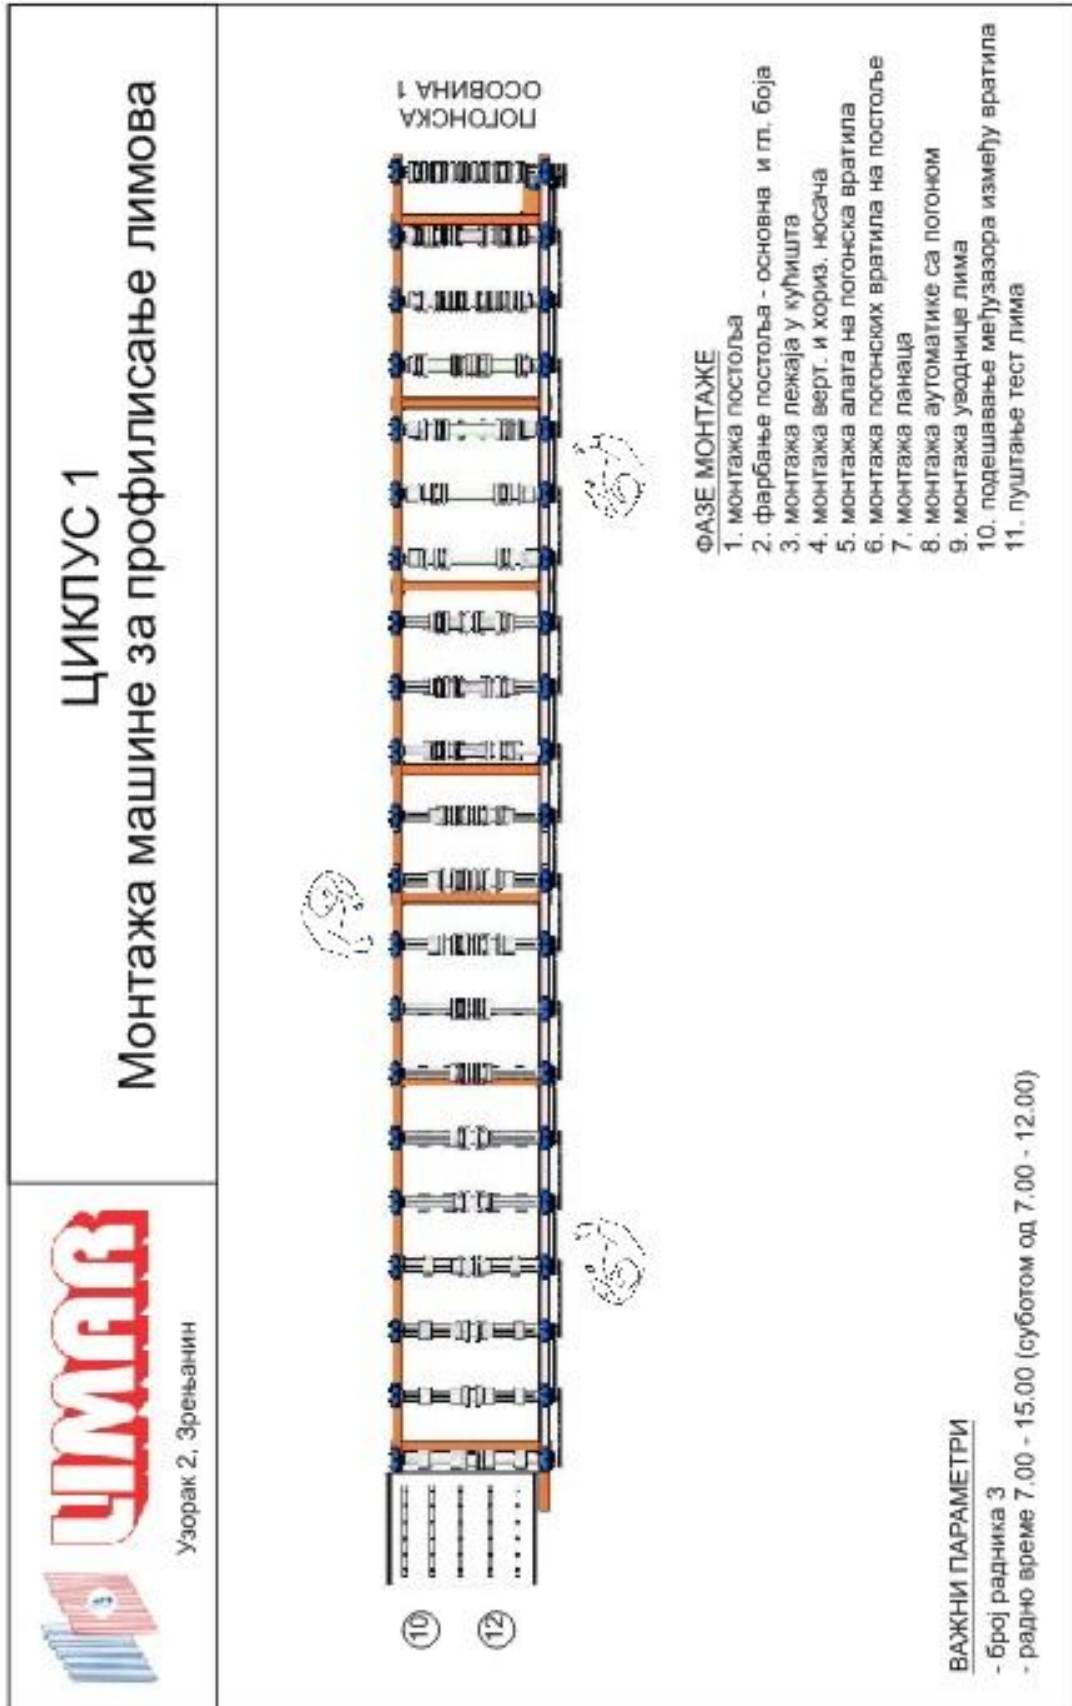 LIMAR
Узорак 2, Зрењанин
ЦИКЛУС 1
Монтажа машине за профилисање лимова
10
12
ПОГОНСКА
ОСОВИНА 1
ФАЗЕ МОНТАЖЕ
1. монтажа постоља
2. фарбање постоља - основна и гл. боја
3. монтажа лежаја у кућишта
4. монтажа верт. и хориз. носача
5. монтажа алата на погонска вратила
6. монтажа погонских вратила на постоље
7. монтажа ланаца
8. монтажа аутоматике са погоном
9. монтажа уводнице лима
10. подешавање међузазора између вратила
11. пуштање тест лима
ВАЖНИ ПАРАМЕТРИ
- број радника 3
- радно време 7.00 - 15.00 (суботом од 7.00 - 12.00)